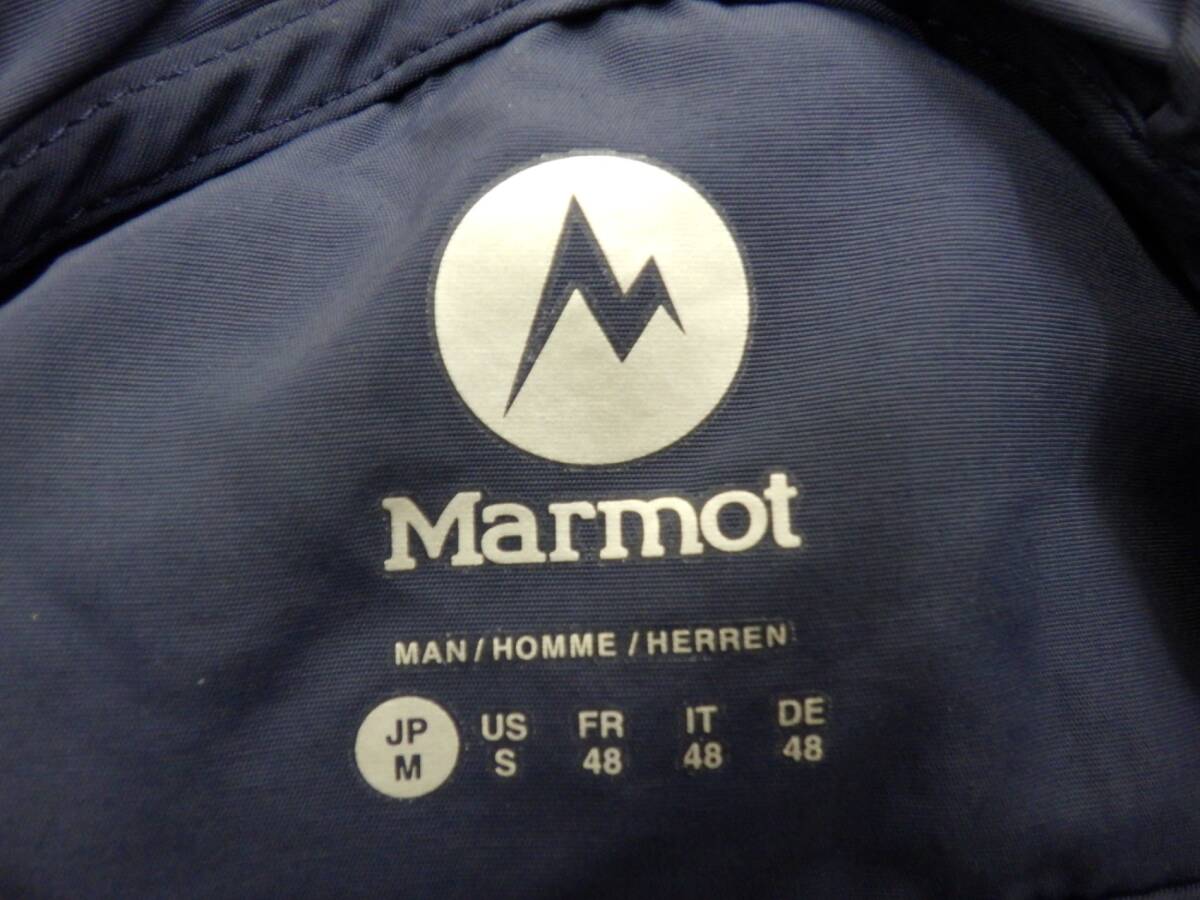 Marmot
MAN / HOMME / HERREN
JP US FR IT DE
M S 48 48 48